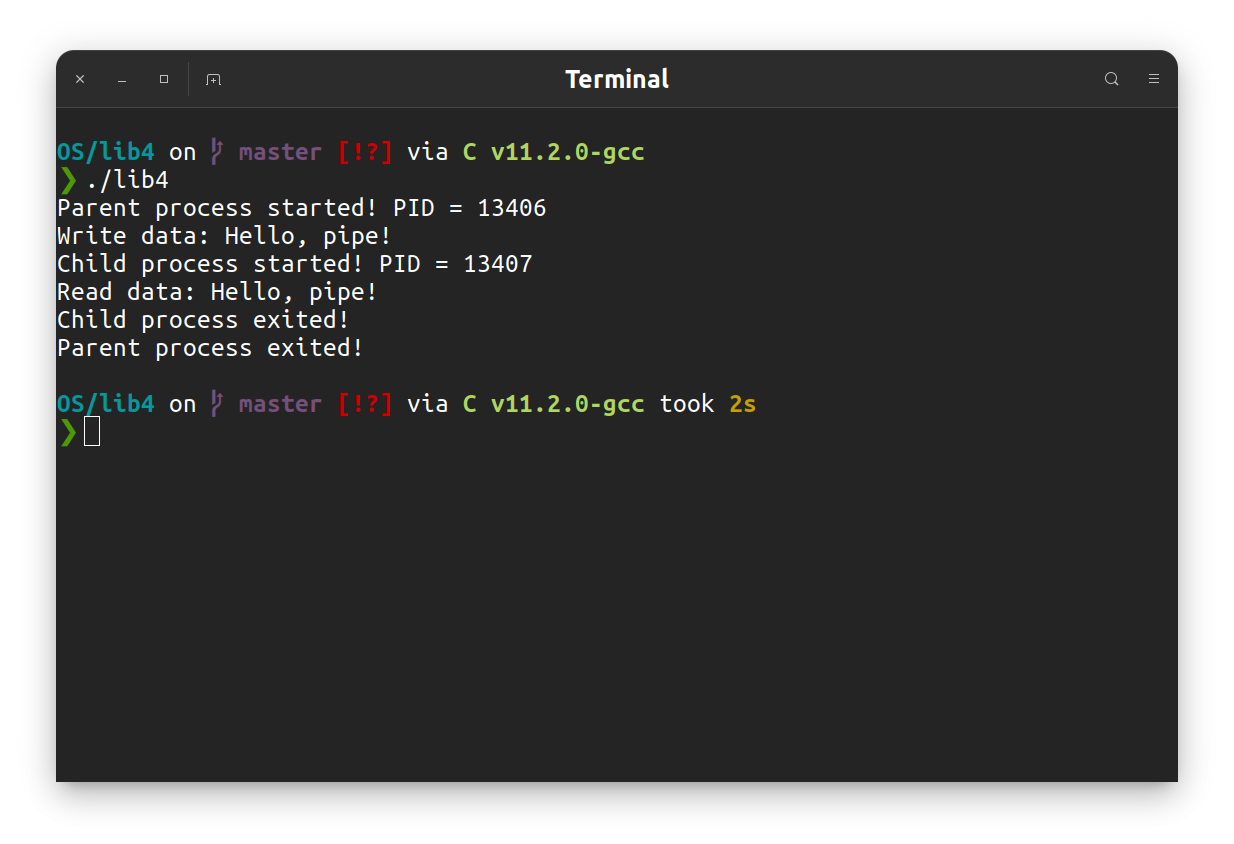 Terminal
OS/lib4 on master [!?] via C v11.2.0-gcc
❯ ./lib4
Parent process started! PID = 13406
Write data: Hello, pipe!
Child process started! PID = 13407
Read data: Hello, pipe!
Child process exited!
Parent process exited!
OS/lib4 on master [!?] via C v11.2.0-gcc took 2s
❯